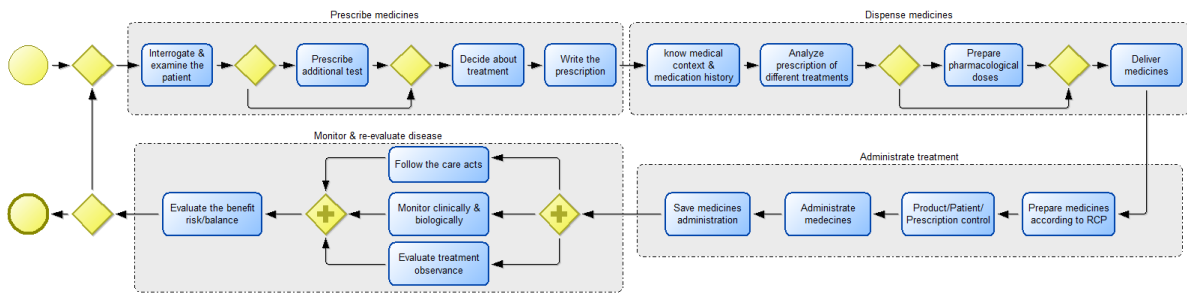 Prescribe medicines
Dispense medicines
Interrogate &
examine the
patient
Prescribe
additional test
Decide about
treatment
Write the
prescription
know medical
context &
medication history
Analyze
prescription of
different treatments
Prepare
pharmacological
doses
Deliver
medicines
Monitor & re-evaluate disease
Administrate treatment
Follow the care acts
Evaluate the benefit
risk/balance
Monitor clinically &
biologically
Evaluate treatment
observance
Save medicines
administration
Administrate
medecines
Product/Patient/
Prescription control
Prepare medicines
according to RCP